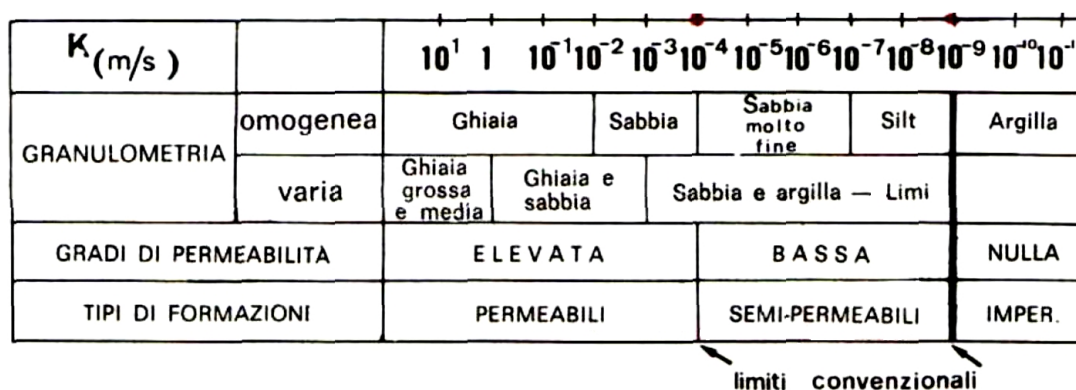 K (m/s) 10¹ 1 10⁻¹ 10⁻² 10⁻³ 10⁻⁴ 10⁻⁵ 10⁻⁶ 10⁻⁷ 10⁻⁸ 10⁻⁹ 10⁻¹⁰
GRANULOMETRIA
omogenea
Ghiaia
Sabbia
Sabbia
molto
fine
Silt
Argilla
varia
Ghiaia
grossa
e media
Ghiaia e
sabbia
Sabbia e argilla — Limi
GRADI DI PERMEABILITÀ
ELEVATA
BASSA
NULLA
TIPI DI FORMAZIONI
PERMEABILI
SEMI-PERMEABILI
IMPER.
limiti convenzionali